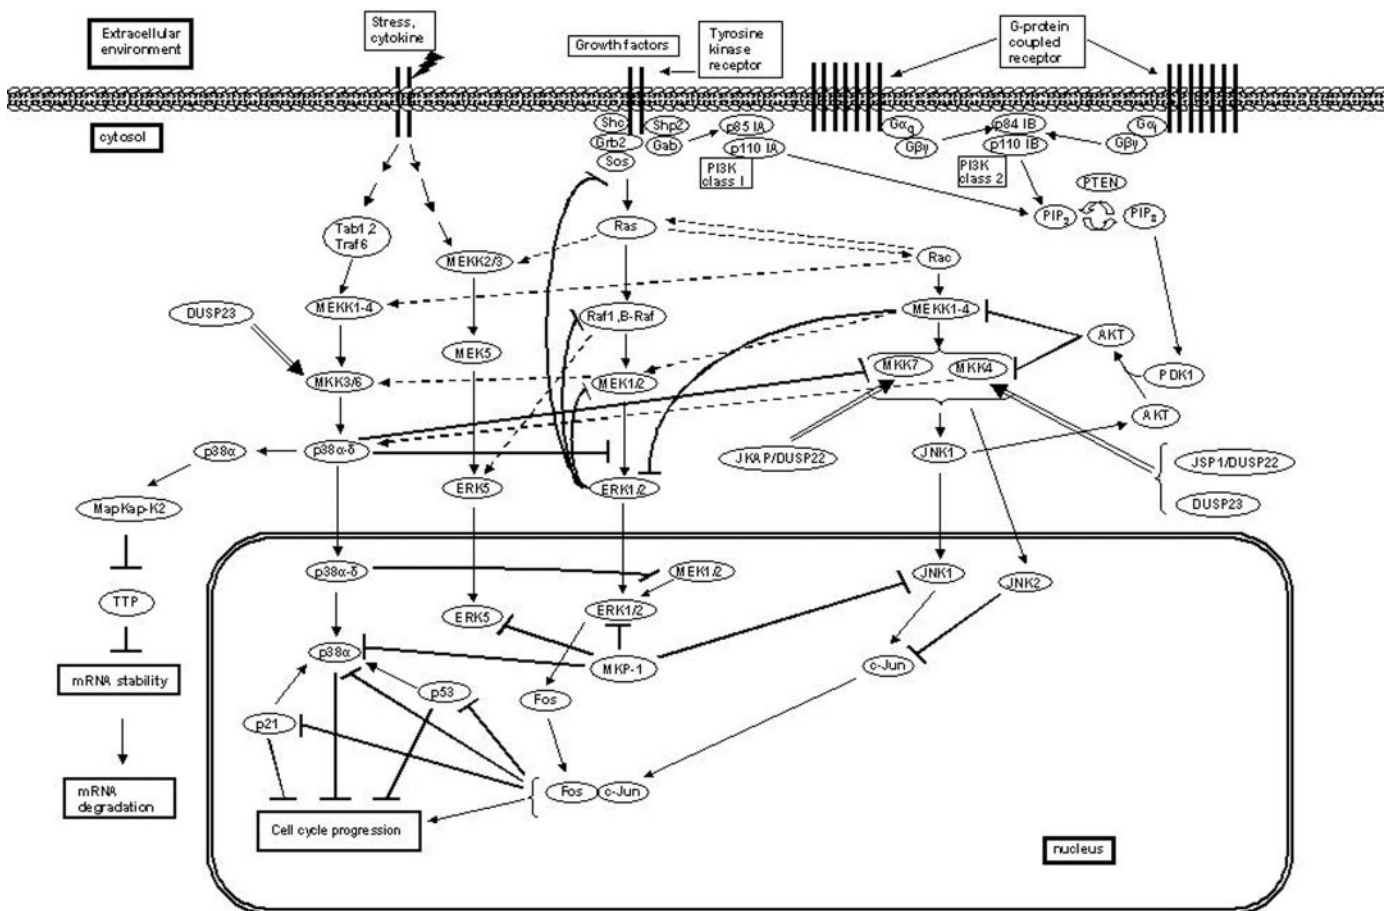 Extracellular
environment
Stress,
cytokine
Growth factors
Tyrosine
kinase
receptor
G-protein
coupled
receptor
cytosol
Shc
Grb2
Sos
Shp2
Gab
p85 IA
p110 IA
PI3K
class I
Gαq
Gβγ
p84 IB
p110 IB
PI3K
class 2
Gαi
Gβγ
PTEN
PIP2
Tab1,2
Traf6
MEKK2/3
Ras
Rac
DUSP23
MEKK1-4
Raf1,B-Raf
MEKK1-4
AKT
MEK5
MKK3/6
MEK1/2
MKK7
MKK4
PDK1
AKT
p38α
p38α-δ
JKAP/DUSP22
JNK1
JSP1/DUSP22
MapKap-K2
ERK5
ERK1/2
DUSP23
p38α-δ
MEK1/2
JNK1
JNK2
TTP
ERK5
ERK1/2
p38α
MKP-1
c-Jun
mRNA stability
p53
Fos
p21
mRNA
degradation
Fos
c-Jun
Cell cycle progression
nucleus